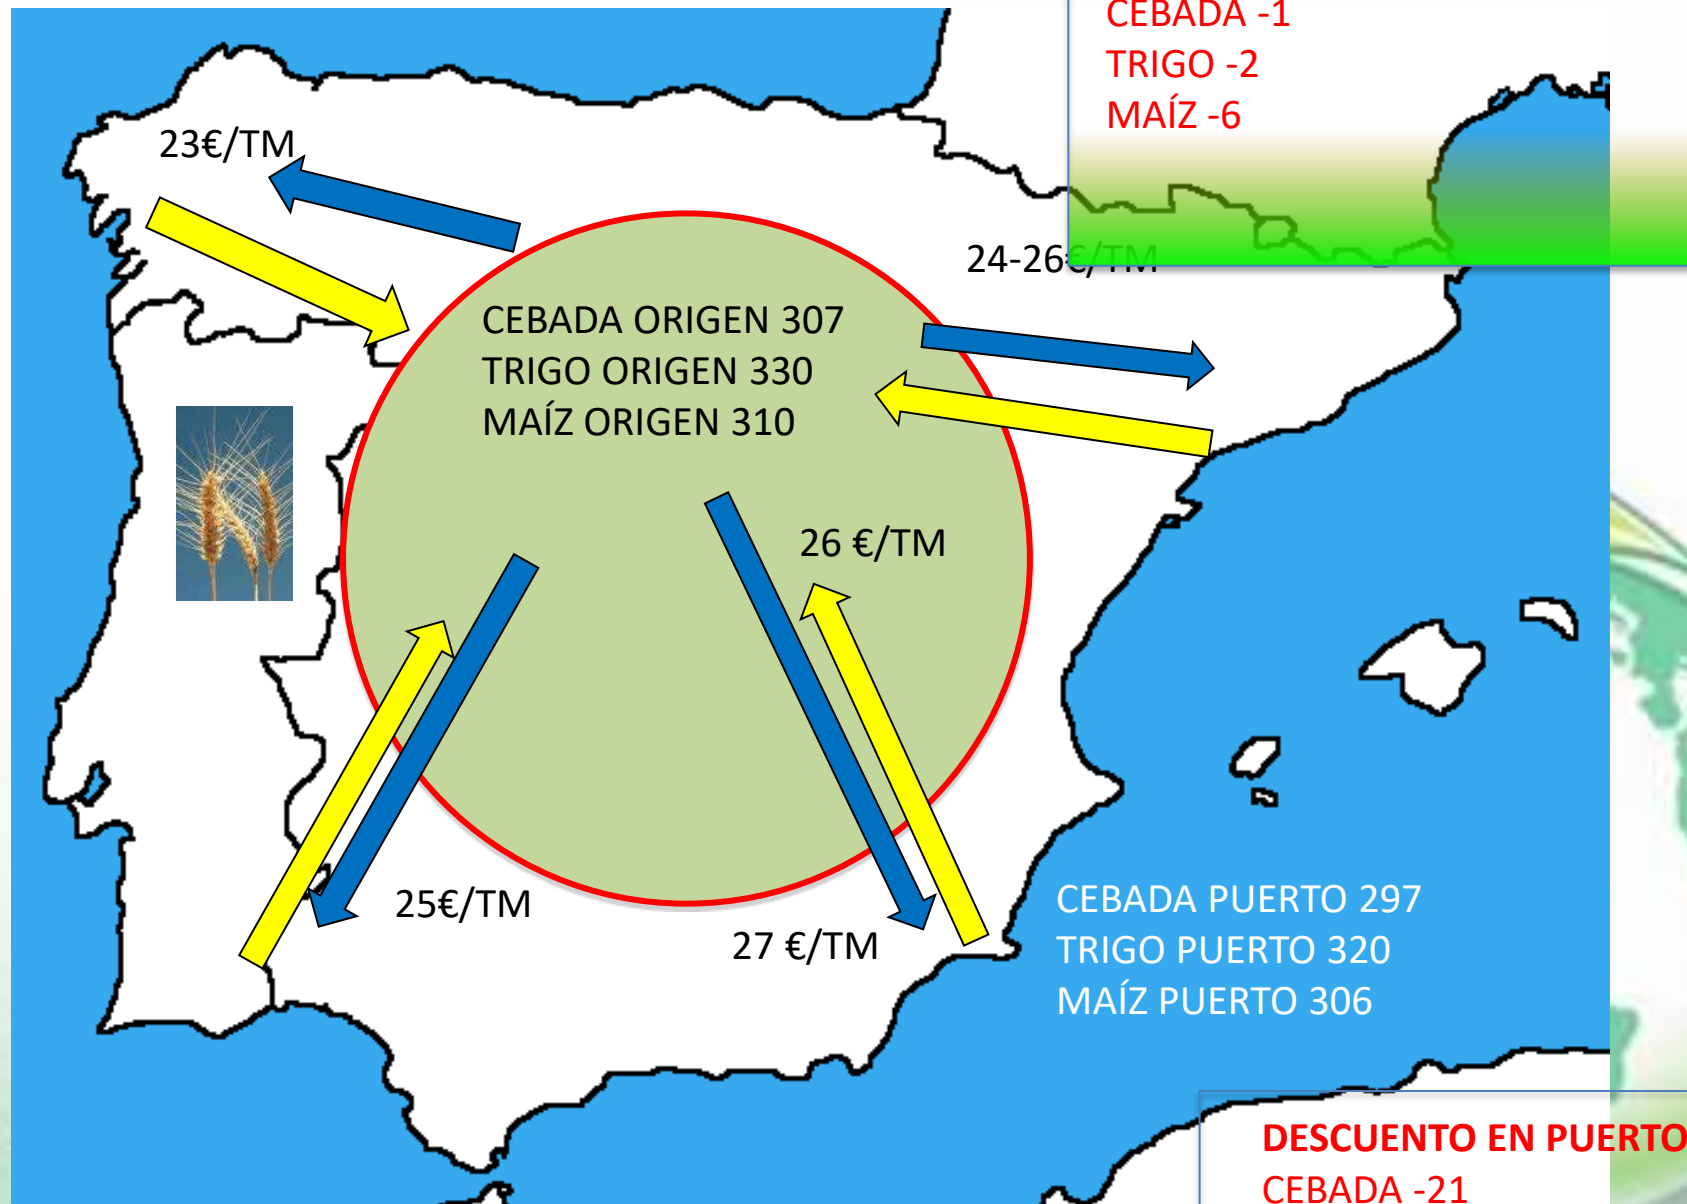 CEBADA -1
TRIGO -2
MAÍZ -6
23€/TM
24-26€/TM
CEBADA ORIGEN 307
TRIGO ORIGEN 330
MAÍZ ORIGEN 310
26 €/TM
25€/TM
27 €/TM
CEBADA PUERTO 297
TRIGO PUERTO 320
MAÍZ PUERTO 306
DESCUENTO EN PUERTO
CEBADA -21